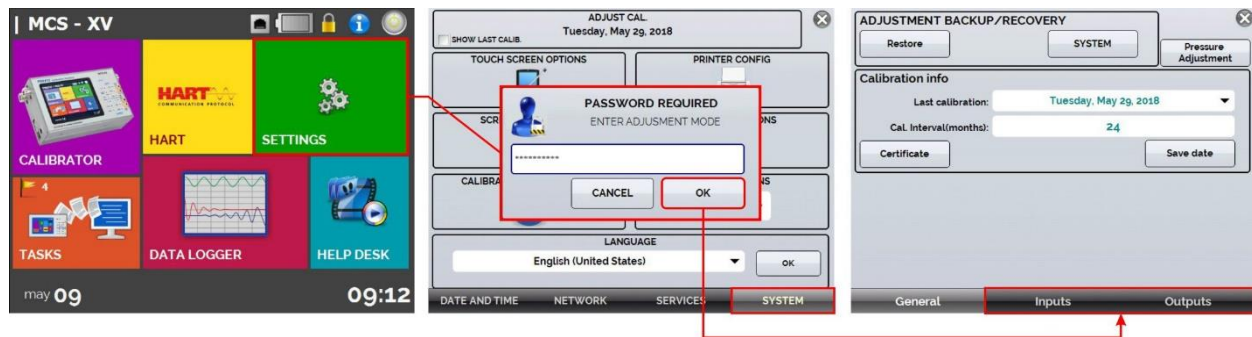 | MCS - XV
HART
COMMUNICATION PROTOCOL
CALIBRATOR
HART
SETTINGS
4
TASKS
DATA LOGGER
HELP DESK
may 09
09:12
ADJUST CAL.
SHOW LAST CALIB.
Tuesday, May 29, 2018
TOUCH SCREEN OPTIONS
PRINTER CONFIG
SCR
NS
PASSWORD REQUIRED
ENTER ADJUSMENT MODE
**********
CANCEL
OK
CALIBRA
NS
LANGUAGE
English (United States)
OK
DATE AND TIME
NETWORK
SERVICES
SYSTEM
ADJUSTMENT BACKUP/RECOVERY
Restore
SYSTEM
Pressure
Adjustment
Calibration info
Last calibration:
Tuesday, May 29, 2018
Cal. Interval(months):
24
Certificate
Save date
General
Inputs
Outputs